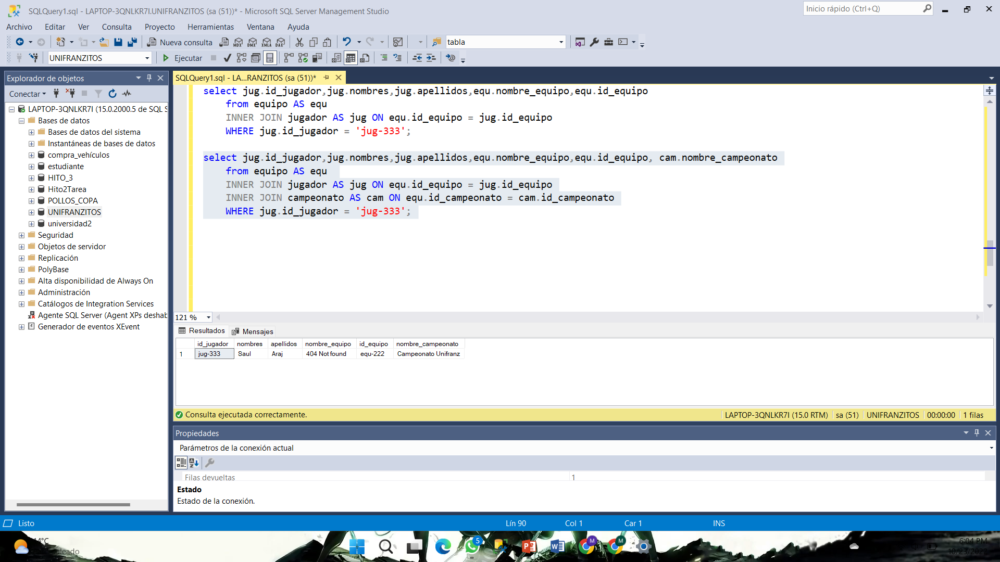 SQLQuery1.sql - LAPTOP-3QNLKR7I.UNIFRANZITOS (sa (51))* - Microsoft SQL Server Management Studio
Inicio rápido (Ctrl+Q)
Archivo Editar Ver Consulta Proyecto Herramientas Ventana Ayuda
Nueva consulta MDX DMX XMLA DAX tabla
UNIFRANZITOS Ejecutar
Explorador de objetos
Conectar
LAPTOP-3QNLKR7I (15.0.2000.5 de SQL S
Bases de datos
Bases de datos del sistema
Instantáneas de bases de datos
compra_vehículos
estudiante
HITO_3
Hito2Tarea
POLLOS_COPA
UNIFRANZITOS
universidad2
Seguridad
Objetos de servidor
Replicación
PolyBase
Alta disponibilidad de Always On
Administración
Catálogos de Integration Services
Agente SQL Server (Agent XPs deshab
Generador de eventos XEvent
SQLQuery1.sql - LA...RANZITOS (sa (51))*
select jug.id_jugador,jug.nombres,jug.apellidos,equ.nombre_equipo,equ.id_equipo
from equipo AS equ
INNER JOIN jugador AS jug ON equ.id_equipo = jug.id_equipo
WHERE jug.id_jugador = 'jug-333';
select jug.id_jugador,jug.nombres,jug.apellidos,equ.nombre_equipo,equ.id_equipo, cam.nombre_campeonato
from equipo AS equ
INNER JOIN jugador AS jug ON equ.id_equipo = jug.id_equipo
INNER JOIN campeonato AS cam ON equ.id_campeonato = cam.id_campeonato
WHERE jug.id_jugador = 'jug-333';
121 %
Resultados Mensajes
id_jugador nombres apellidos nombre_equipo id_equipo nombre_campeonato
1 jug-333 Saul Araj 404 Not found equ-222 Campeonato Unifranz
Consulta ejecutada correctamente.
LAPTOP-3QNLKR7I (15.0 RTM) sa (51) UNIFRANZITOS 00:00:00 1 filas
Propiedades
Parámetros de la conexión actual
Filas devueltas 1
Estado
Estado de la conexión.
Listo Lín 90 Col 1 Car 1 INS
14°C
5
M
M
6:04 PM